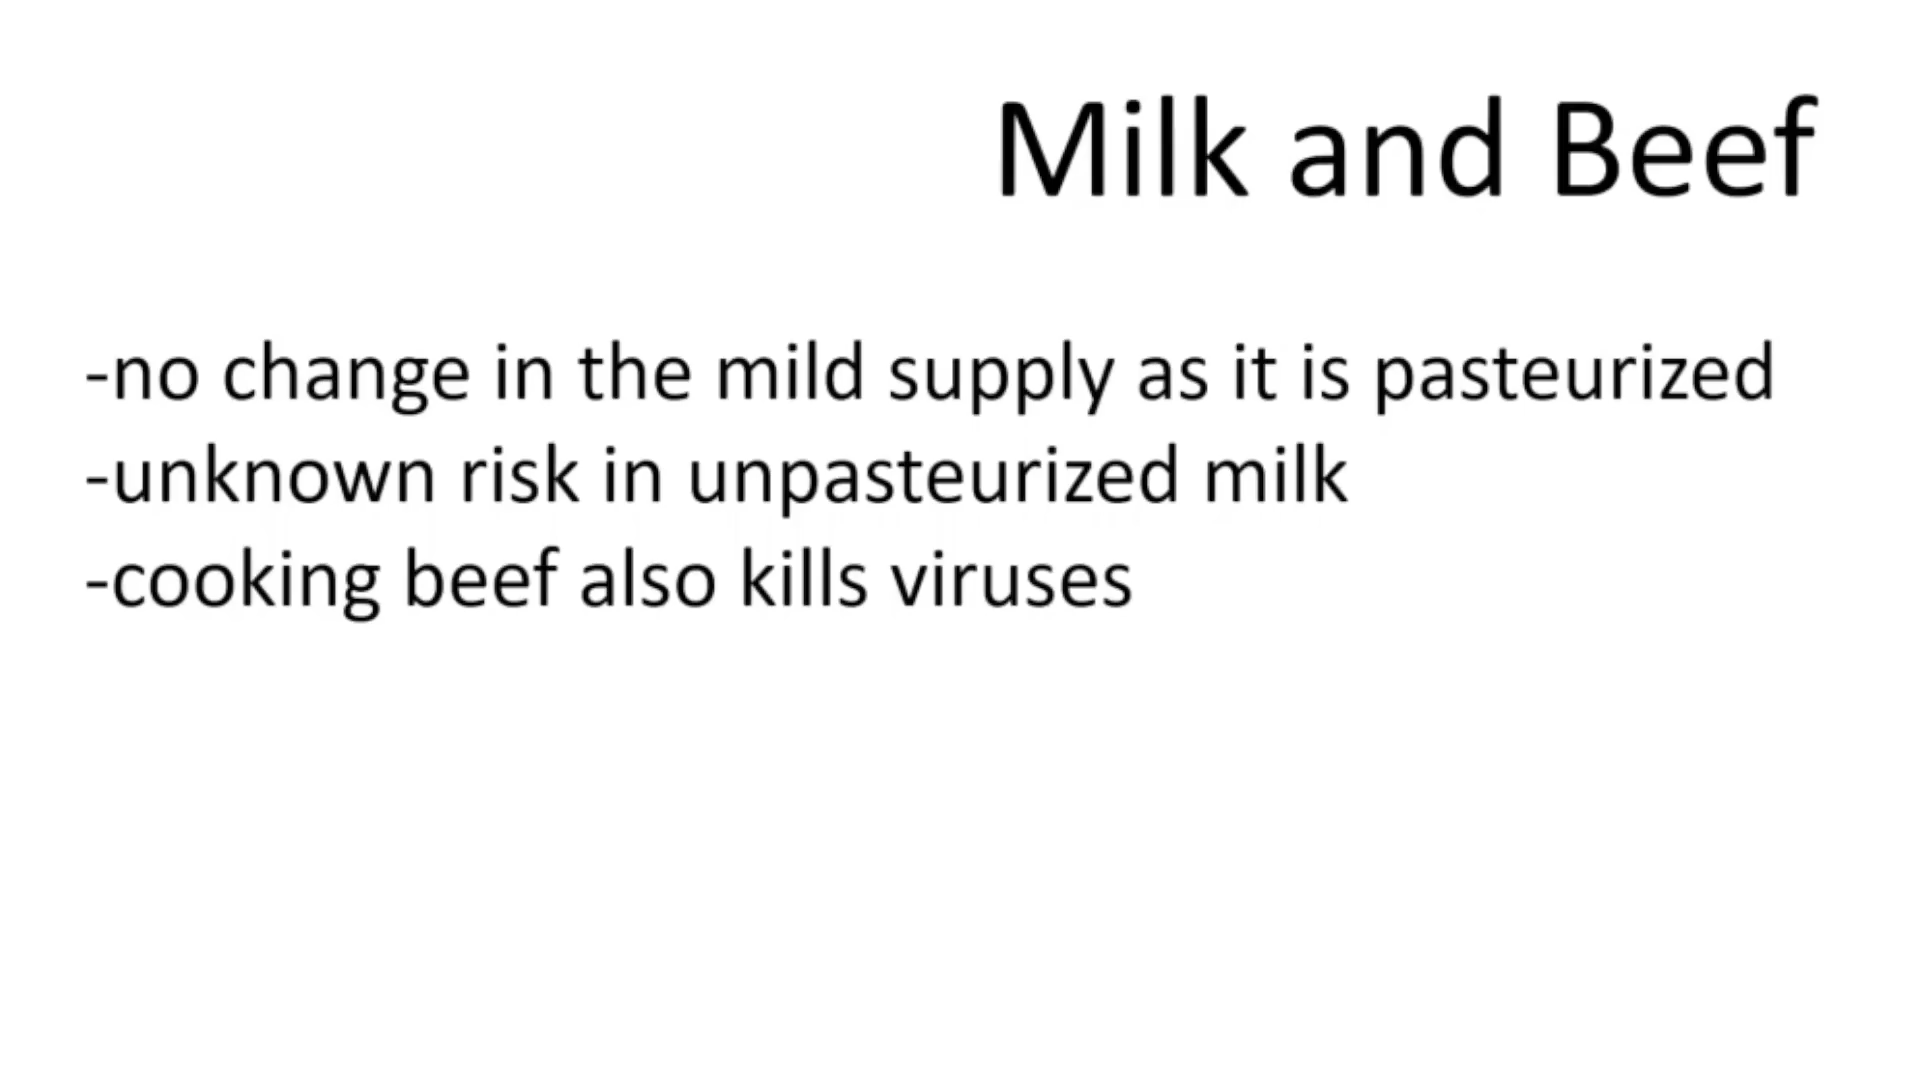 Milk and Beef
-no change in the mild supply as it is pasteurized
-unknown risk in unpasteurized milk
-cooking beef also kills viruses